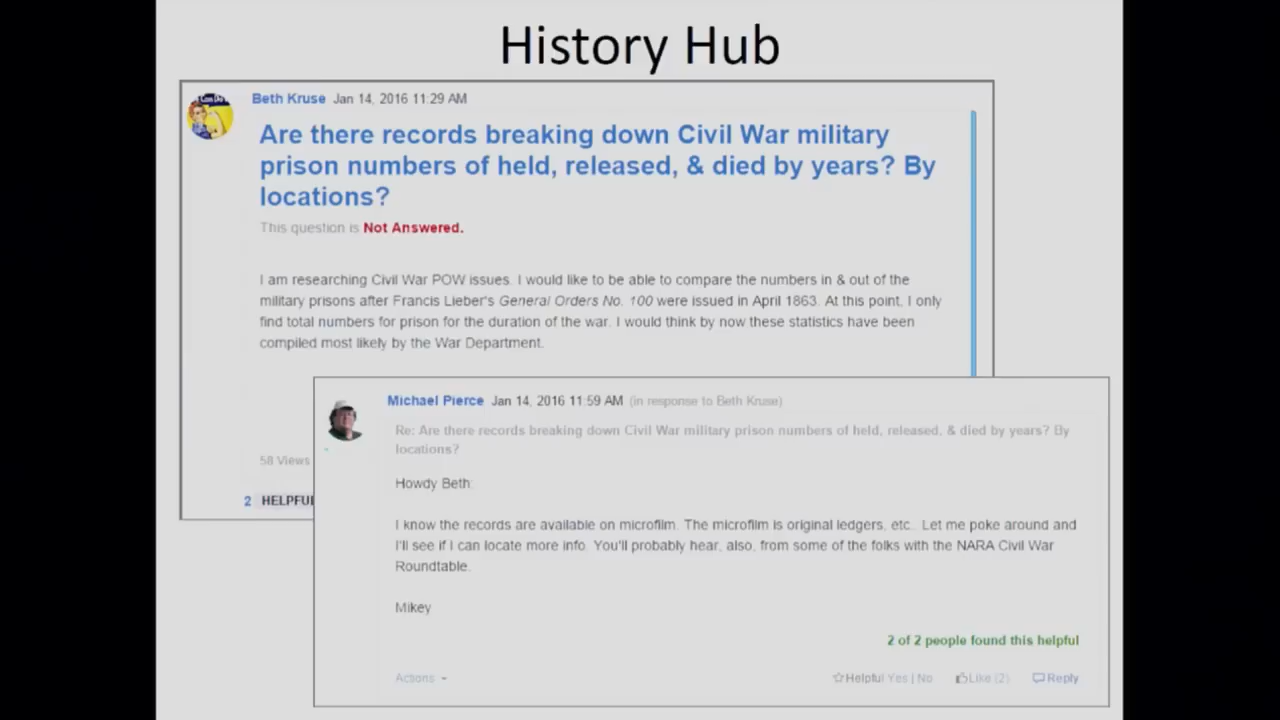 History Hub
Beth Kruse Jan 14, 2016 11:29 AM
Are there records breaking down Civil War military
prison numbers of held, released, & died by years? By
locations?
This question is Not Answered.
I am researching Civil War POW issues. I would like to be able to compare the numbers in & out of the
military prisons after Francis Lieber's General Orders No. 100 were issued in April 1863. At this point, I only
find total numbers for prison for the duration of the war. I would think by now these statistics have been
compiled most likely by the War Department.
58 Views
2 HELPFUL
Michael Pierce Jan 14, 2016 11:59 AM (in response to Beth Kruse)
Re: Are there records breaking down Civil War military prison numbers of held, released, & died by years? By
locations?
Howdy Beth:
I know the records are available on microfilm. The microfilm is original ledgers, etc.. Let me poke around and
I'll see if I can locate more info. You'll probably hear, also, from some of the folks with the NARA Civil War
Roundtable.
Mikey
2 of 2 people found this helpful
Actions
Helpful Yes | No Like (2) Reply